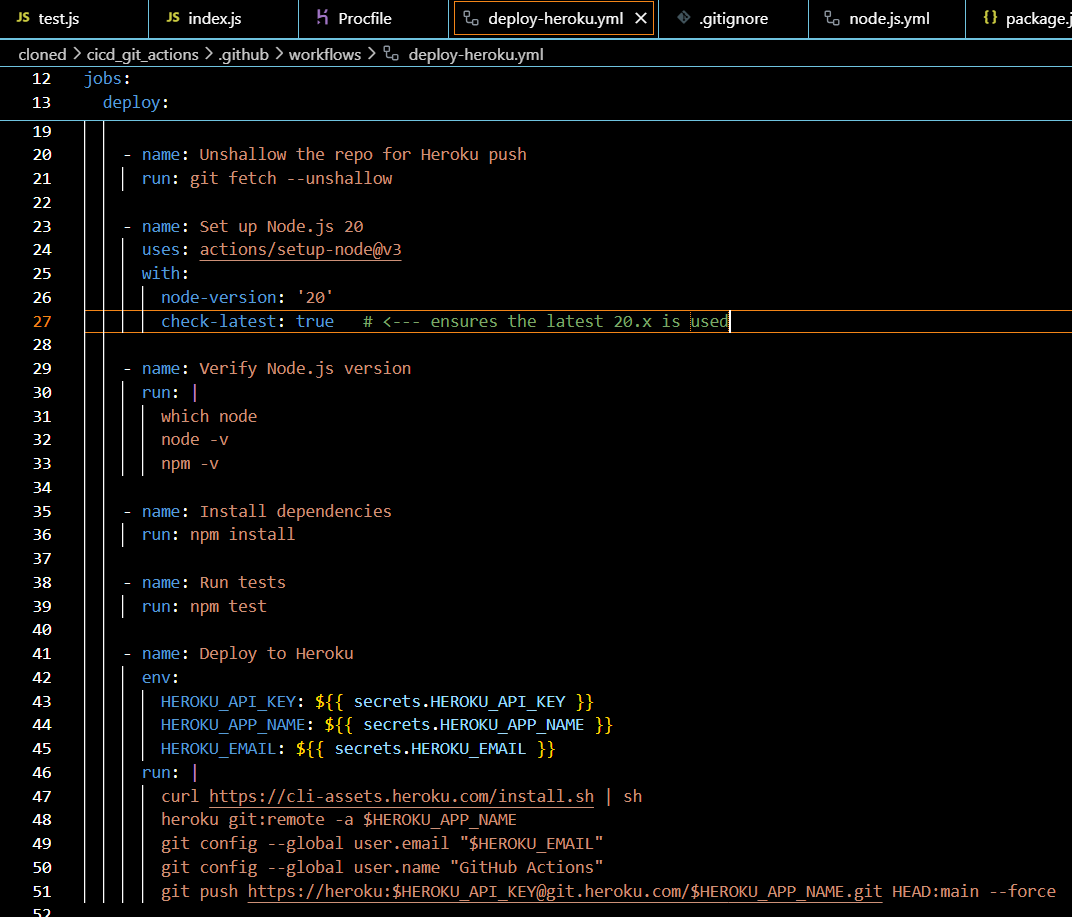 JS test.js JS index.js Procfile deploy-heroku.yml .gitignore node.js.yml {} package.j
cloned > cicd_git_actions > .github > workflows > deploy-heroku.yml
12 jobs:
13 deploy:
19
20 - name: Unshallow the repo for Heroku push
21 run: git fetch --unshallow
22
23 - name: Set up Node.js 20
24 uses: actions/setup-node@v3
25 with:
26 node-version: '20'
27 check-latest: true # <--- ensures the latest 20.x is used
28
29 - name: Verify Node.js version
30 run: |
31 which node
32 node -v
33 npm -v
34
35 - name: Install dependencies
36 run: npm install
37
38 - name: Run tests
39 run: npm test
40
41 - name: Deploy to Heroku
42 env:
43 HEROKU_API_KEY: ${{ secrets.HEROKU_API_KEY }}
44 HEROKU_APP_NAME: ${{ secrets.HEROKU_APP_NAME }}
45 HEROKU_EMAIL: ${{ secrets.HEROKU_EMAIL }}
46 run: |
47 curl https://cli-assets.heroku.com/install.sh | sh
48 heroku git:remote -a $HEROKU_APP_NAME
49 git config --global user.email "$HEROKU_EMAIL"
50 git config --global user.name "GitHub Actions"
51 git push https://heroku:$HEROKU_API_KEY@git.heroku.com/$HEROKU_APP_NAME.git HEAD:main --force
52